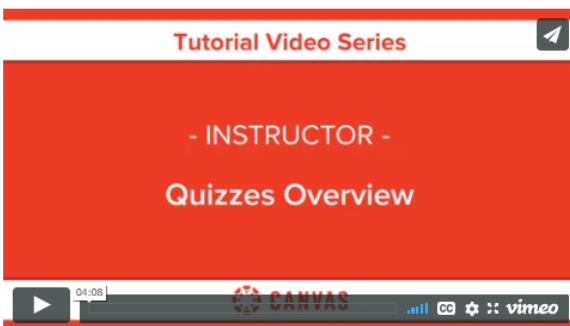 Tutorial Video Series
- INSTRUCTOR -
Quizzes Overview
04:08
CANVAS
CC
vimeo